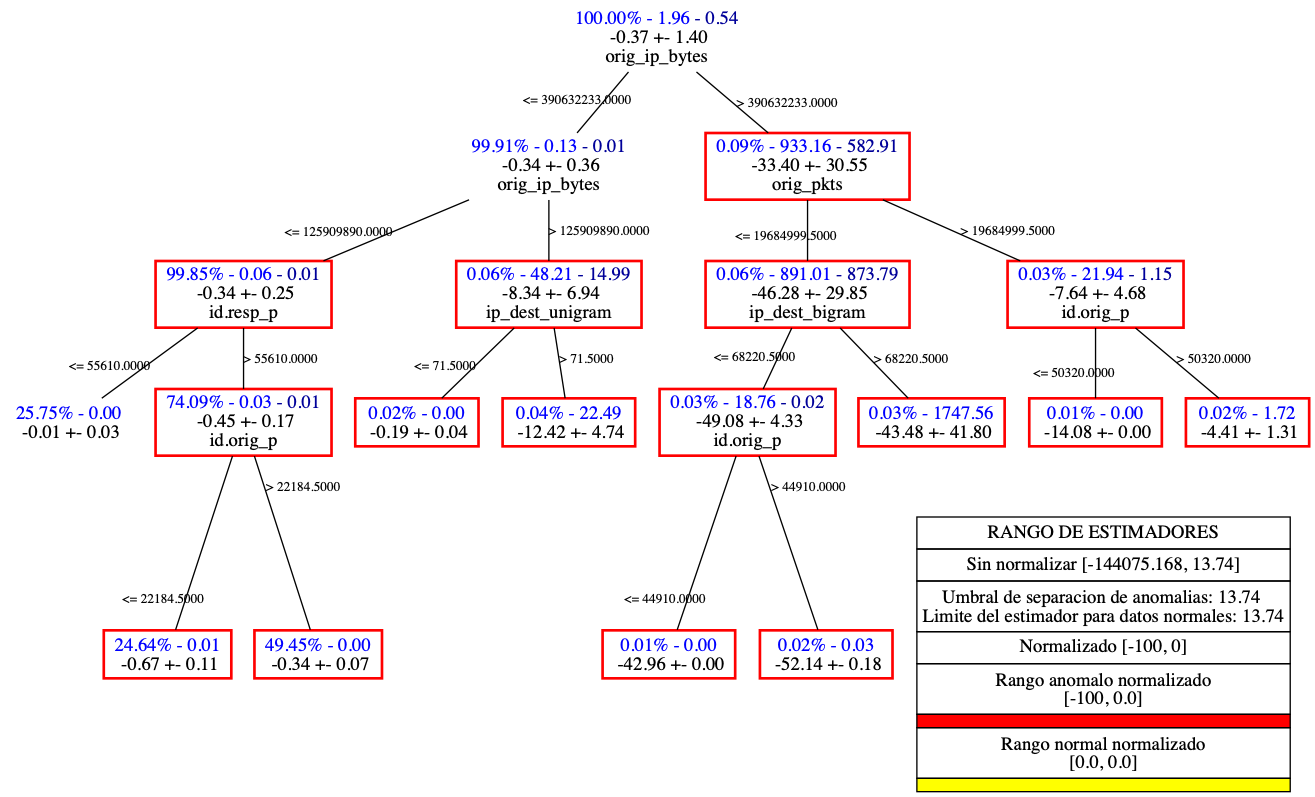 100.00% - 1.96 - 0.54
-0.37 +- 1.40
orig_ip_bytes
<= 390632233.0000
> 390632233.0000
99.91% - 0.13 - 0.01
-0.34 +- 0.36
orig_ip_bytes
0.09% - 933.16 - 582.91
-33.40 +- 30.55
orig_pkts
<= 125909890.0000
> 125909890.0000
<= 19684999.5000
> 19684999.5000
99.85% - 0.06 - 0.01
-0.34 +- 0.25
id.resp_p
0.06% - 48.21 - 14.99
-8.34 +- 6.94
ip_dest_unigram
0.06% - 891.01 - 873.79
-46.28 +- 29.85
ip_dest_bigram
0.03% - 21.94 - 1.15
-7.64 +- 4.68
id.orig_p
<= 55610.0000
> 55610.0000
<= 71.5000
> 71.5000
<= 68220.5000
> 68220.5000
<= 50320.0000
> 50320.0000
25.75% - 0.00
-0.01 +- 0.03
74.09% - 0.03 - 0.01
-0.45 +- 0.17
id.orig_p
0.02% - 0.00
-0.19 +- 0.04
0.04% - 22.49
-12.42 +- 4.74
0.03% - 18.76 - 0.02
-49.08 +- 4.33
id.orig_p
0.03% - 1747.56
-43.48 +- 41.80
0.01% - 0.00
-14.08 +- 0.00
0.02% - 1.72
-4.41 +- 1.31
<= 22184.5000
> 22184.5000
<= 44910.0000
> 44910.0000
24.64% - 0.01
-0.67 +- 0.11
49.45% - 0.00
-0.34 +- 0.07
0.01% - 0.00
-42.96 +- 0.00
0.02% - 0.03
-52.14 +- 0.18
RANGO DE ESTIMADORES
Sin normalizar [-144075.168, 13.74]
Umbral de separacion de anomalias: 13.74
Limite del estimador para datos normales: 13.74
Normalizado [-100, 0]
Rango anomalo normalizado
[-100, 0.0]
Rango normal normalizado
[0.0, 0.0]